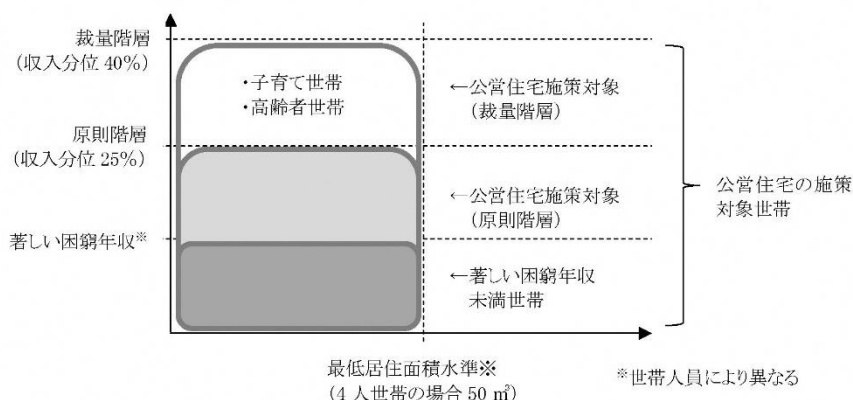 裁量階層
(収入分位 40%)
・子育て世帯
・高齢者世帯
←公営住宅施策対象
(裁量階層)
原則階層
(収入分位 25%)
←公営住宅施策対象
(原則階層)
公営住宅の施策
対象世帯
著しい困窮年収※
←著しい困窮年収
未満世帯
最低居住面積水準※
(4 人世帯の場合 50 ㎡)
※世帯人員により異なる